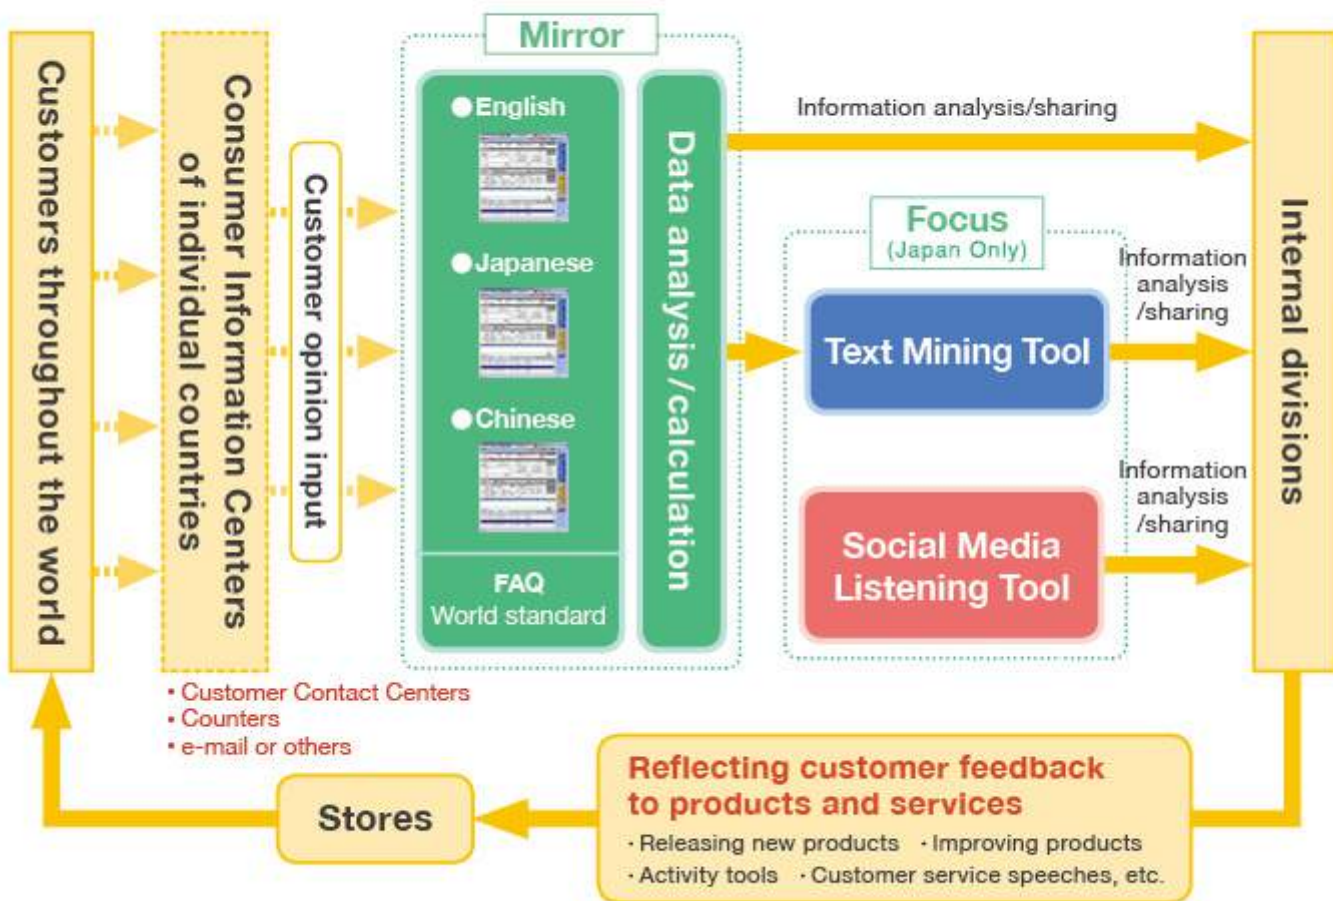 Customers throughout the world
Consumer Information Centers
of individual countries
• Customer Contact Centers
• Counters
• e-mail or others
Customer opinion input
Mirror
English
Japanese
Chinese
FAQ
World standard
Data analysis/calculation
Information analysis/sharing
Focus
(Japan Only)
Text Mining Tool
Information
analysis
/sharing
Social Media
Listening Tool
Information
analysis
/sharing
Internal divisions
Reflecting customer feedback
to products and services
・Releasing new products ・Improving products
・Activity tools ・Customer service speeches, etc.
Stores